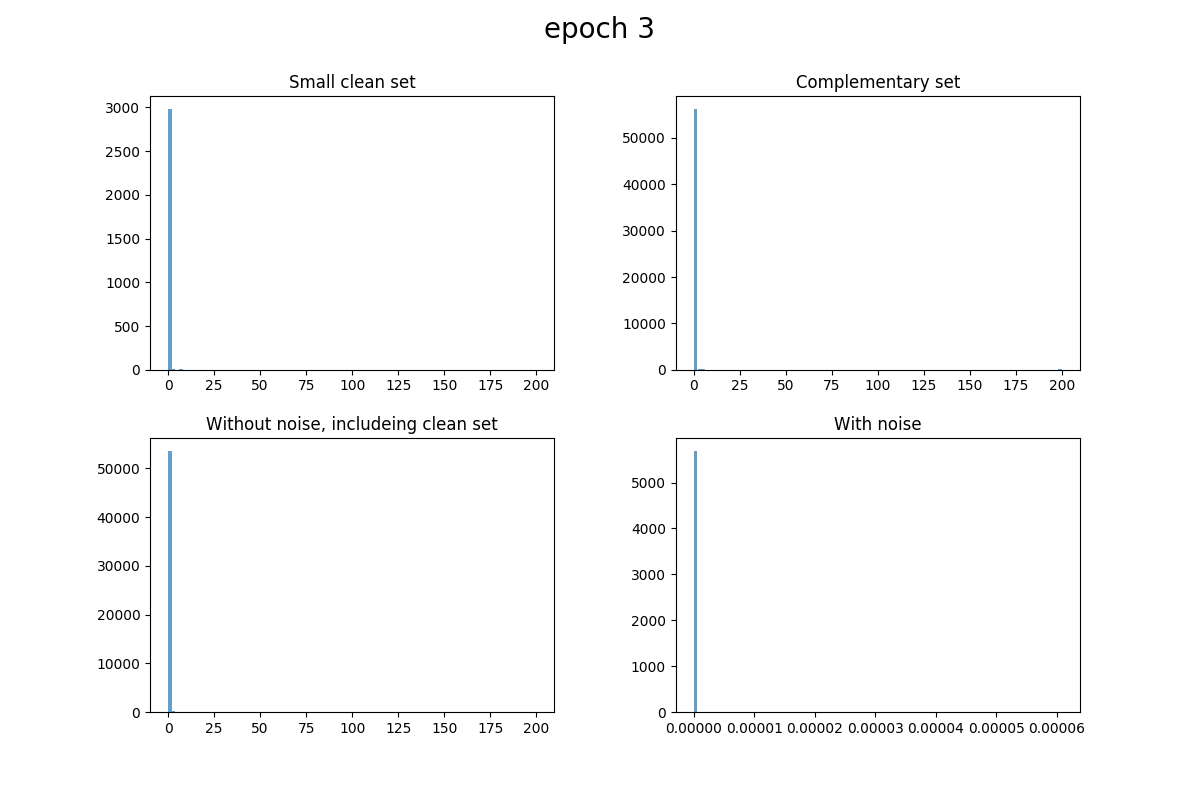 epoch 3
Small clean set
3000
2500
2000
1500
1000
500
0
0 25 50 75 100 125 150 175 200
Complementary set
50000
40000
30000
20000
10000
0
0 25 50 75 100 125 150 175 200
Without noise, includeing clean set
50000
40000
30000
20000
10000
0
0 25 50 75 100 125 150 175 200
With noise
5000
4000
3000
2000
1000
0
0.00000 0.00001 0.00002 0.00003 0.00004 0.00005 0.00006